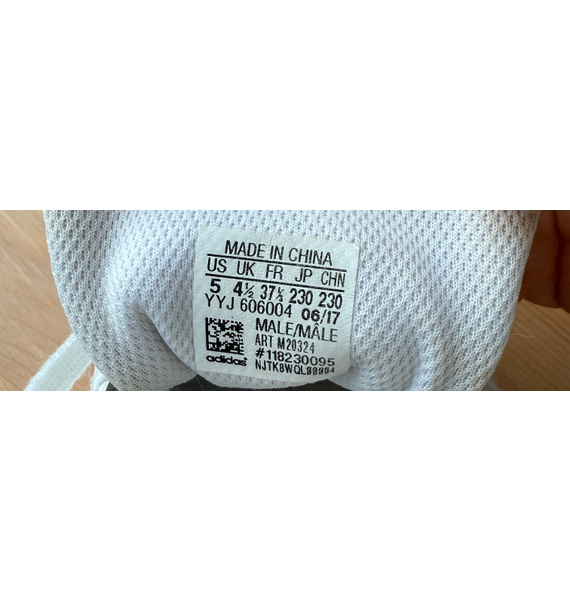 MADE IN CHINA
US UK FR JP CHN
5 4½ 37⅓ 230 230
YYJ 606004 06/17
MALE/MÂLE
ART M20324
#118230095
adidas NJTK8WQL00004